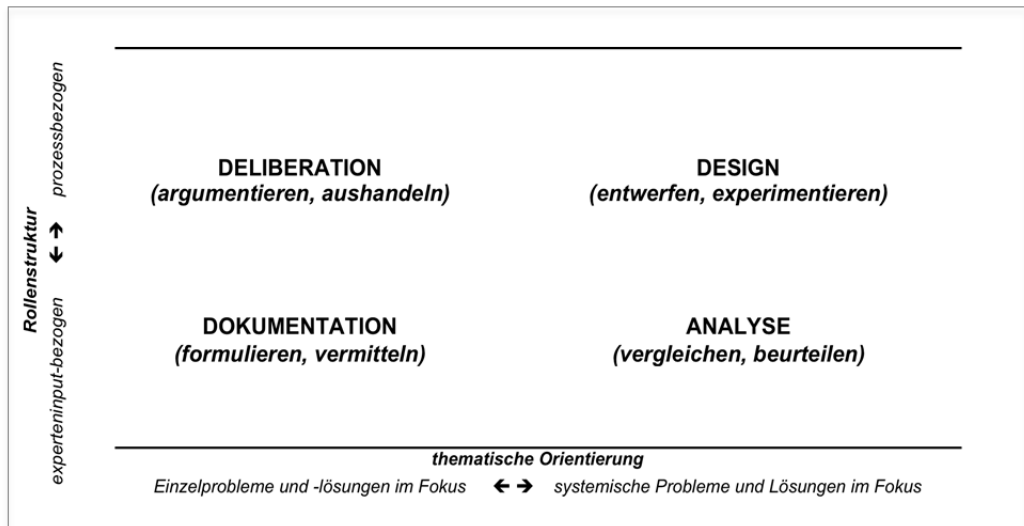 DELIBERATION
(argumentieren, aushandeln)
DESIGN
(entwerfen, experimentieren)
DOKUMENTATION
(formulieren, vermitteln)
ANALYSE
(vergleichen, beurteilen)
Rollenstruktur
experteninput-bezogen ← → prozessbezogen
thematische Orientierung
Einzelprobleme und -lösungen im Fokus ← → systemische Probleme und Lösungen im Fokus